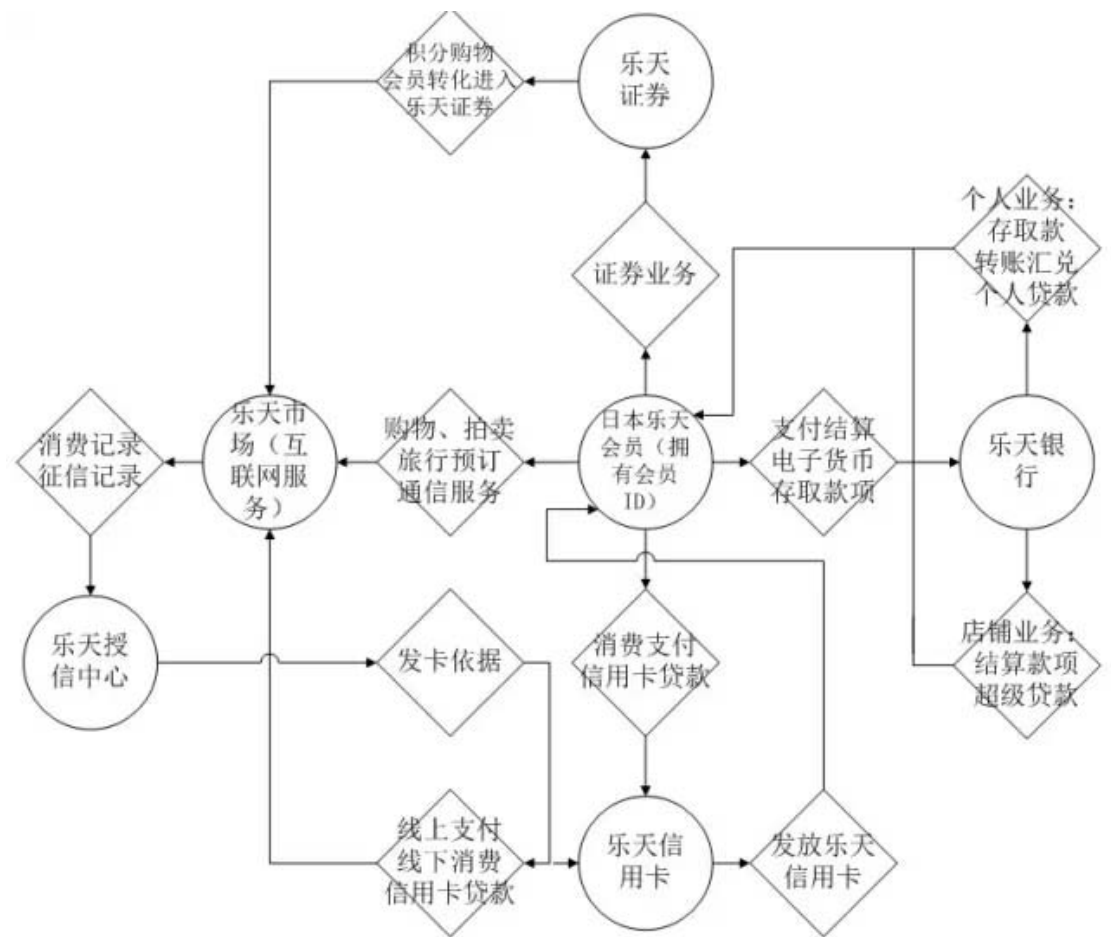 积分购物
会员转化进入
乐天证券
乐天
证券
个人业务：
存取款
转账汇兑
个人贷款
证券业务
消费记录
征信记录
乐天市
场（互
联网服
务）
购物、拍卖
旅行预订
通信服务
日本乐天
会员（拥
有会员
ID）
支付结算
电子货币
存取款项
乐天银
行
乐天授
信中心
发卡依据
消费支付
信用卡贷款
店铺业务：
结算款项
超级贷款
线上支付
线下消费
信用卡贷款
乐天信
用卡
发放乐天
信用卡